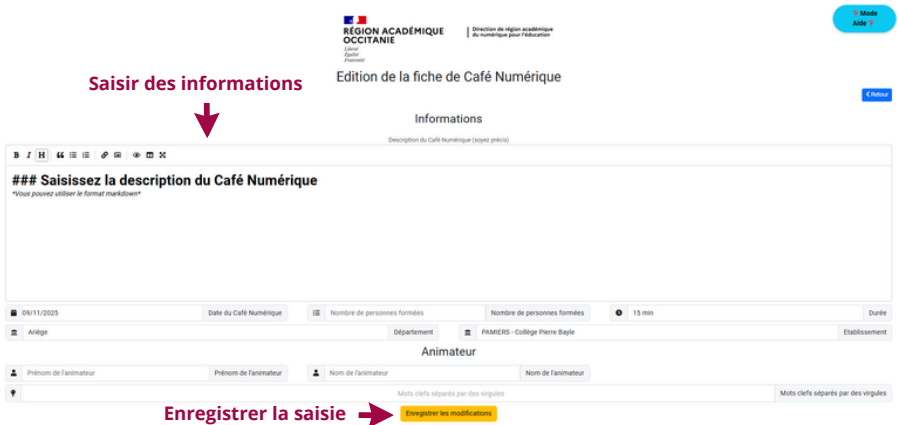 Mode
Aide
RÉGION ACADÉMIQUE
OCCITANIE
Liberté
Égalité
Fraternité
Direction de région académique
du numérique pour l'éducation
Edition de la fiche de Café Numérique
Saisir des informations
Retour
Informations
Description du Café Numérique (soyez précis)
B I H
### Saisissez la description du Café Numérique
*Vous pouvez utiliser le format markdown*
09/11/2025 Date du Café Numérique Nombre de personnes formées Nombre de personnes formées 15 min Durée
Ariège Département PAMIERS - Collège Pierre Bayle Etablissement
Animateur
Prénom de l'animateur Prénom de l'animateur Nom de l'animateur Nom de l'animateur
Mots clefs séparés par des virgules Mots clefs séparés par des virgules
Enregistrer la saisie Enregistrer les modifications